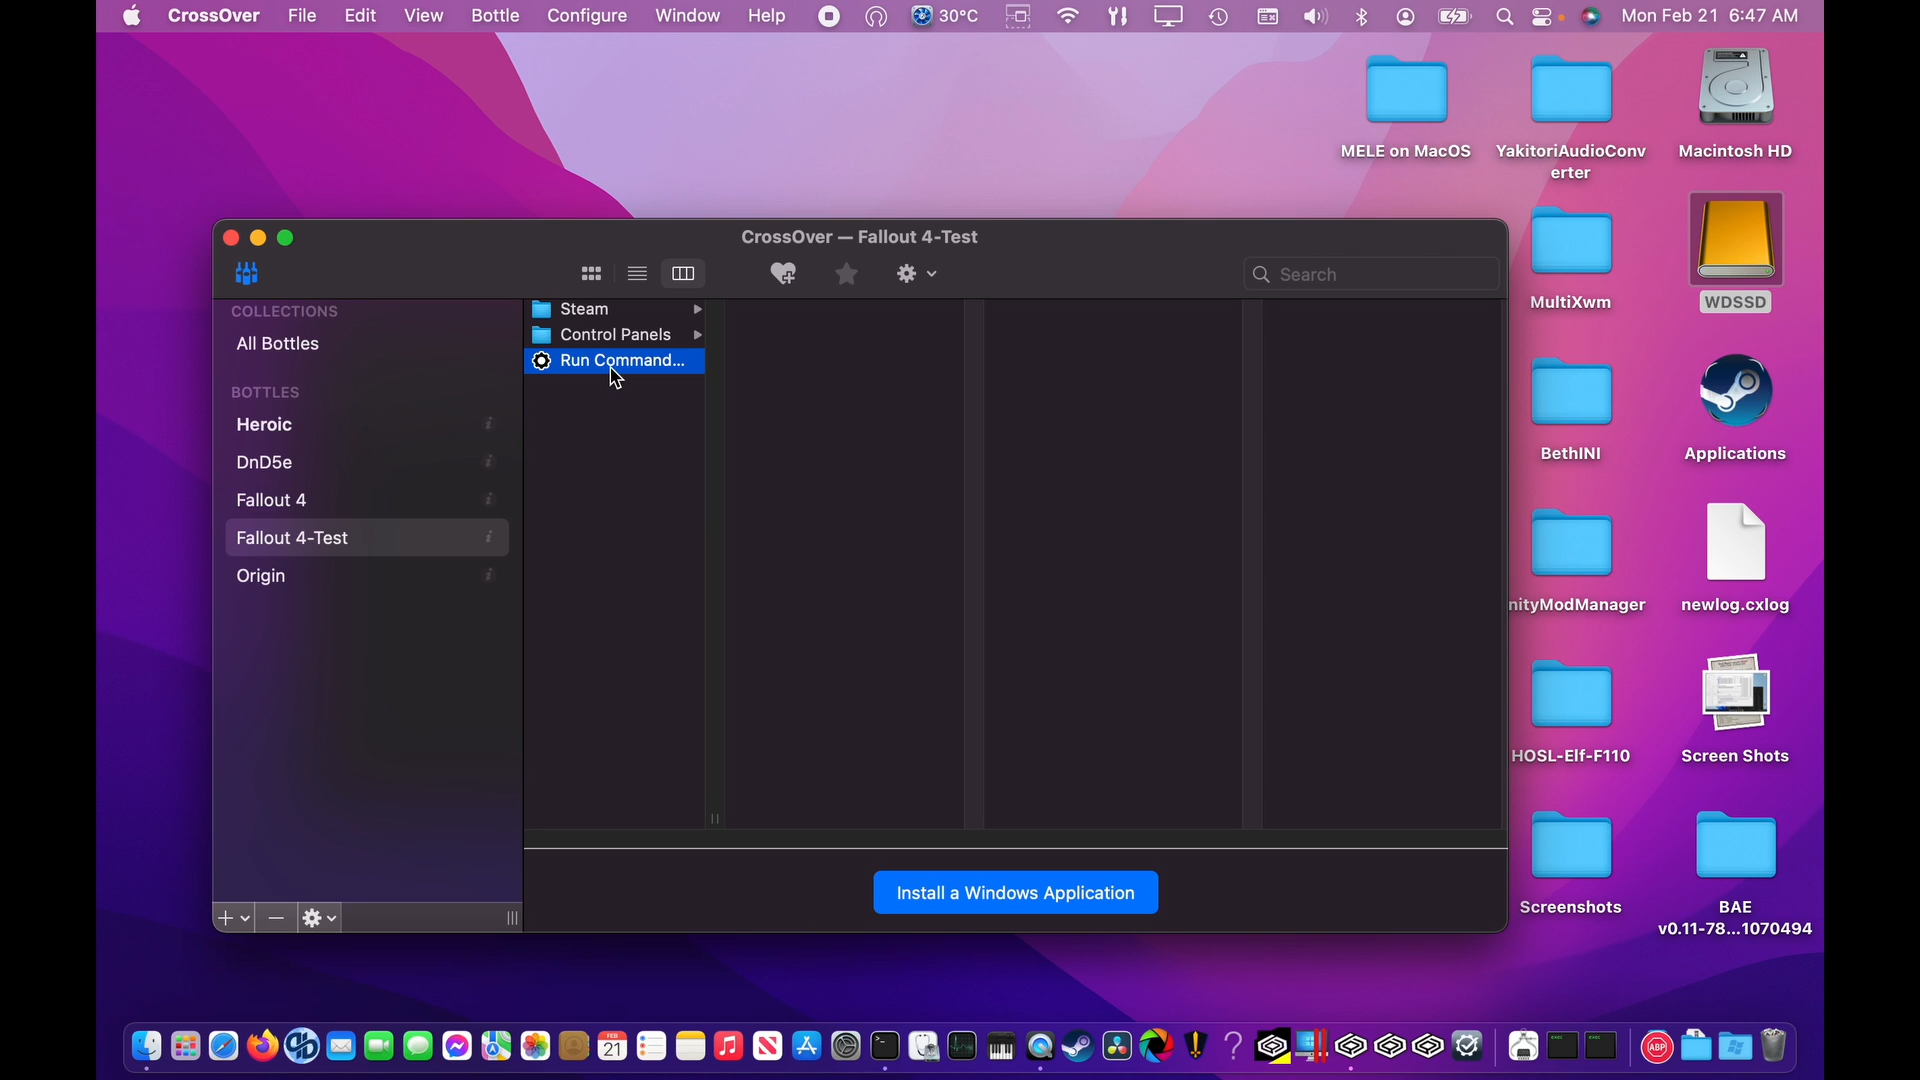 CrossOver File Edit View Bottle Configure Window Help 30°C Mon Feb 21 6:47 AM
MELE on MacOS
YakitoriAudioConv
erter
Macintosh HD
CrossOver — Fallout 4-Test
Search
COLLECTIONS
All Bottles
BOTTLES
Heroic
DnD5e
Fallout 4
Fallout 4-Test
Origin
Steam
Control Panels
Run Command...
Install a Windows Application
MultiXwm
WDSSD
BethINI
Applications
nityModManager
newlog.cxlog
HOSL-Elf-F110
Screen Shots
Screenshots
BAE
v0.11-78...1070494
FEB
21
ABP